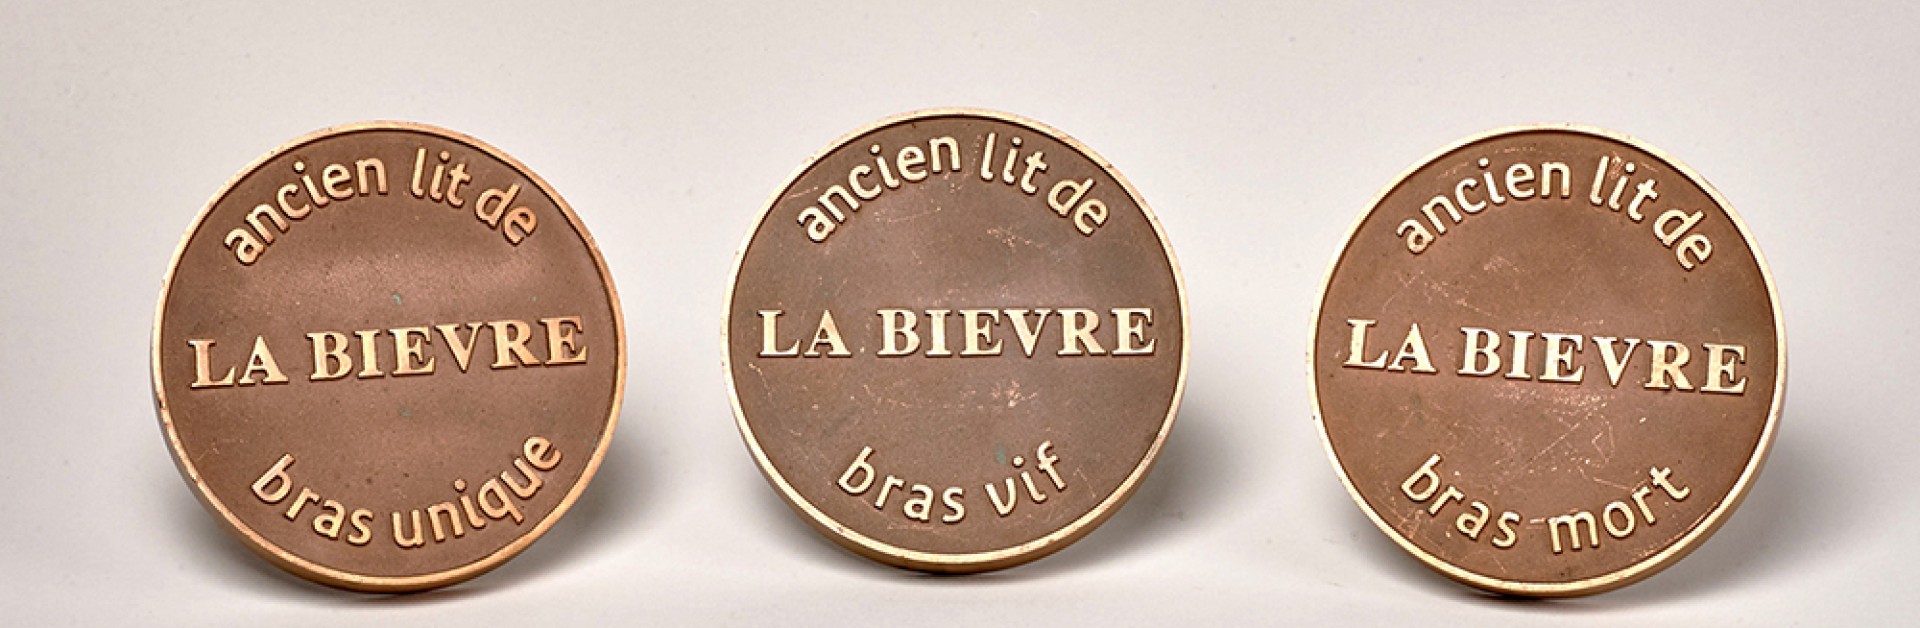 ancien lit de
LA BIEVRE
bras unique
ancien lit de
LA BIEVRE
bras vif
ancien lit de
LA BIEVRE
bras mort